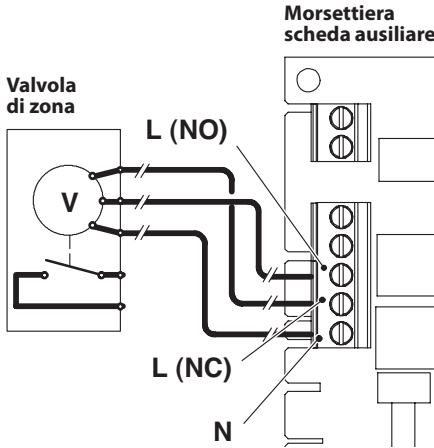 Morsettiera
scheda ausiliare
Valvola
di zona
L (NO)
V
L (NC)
N